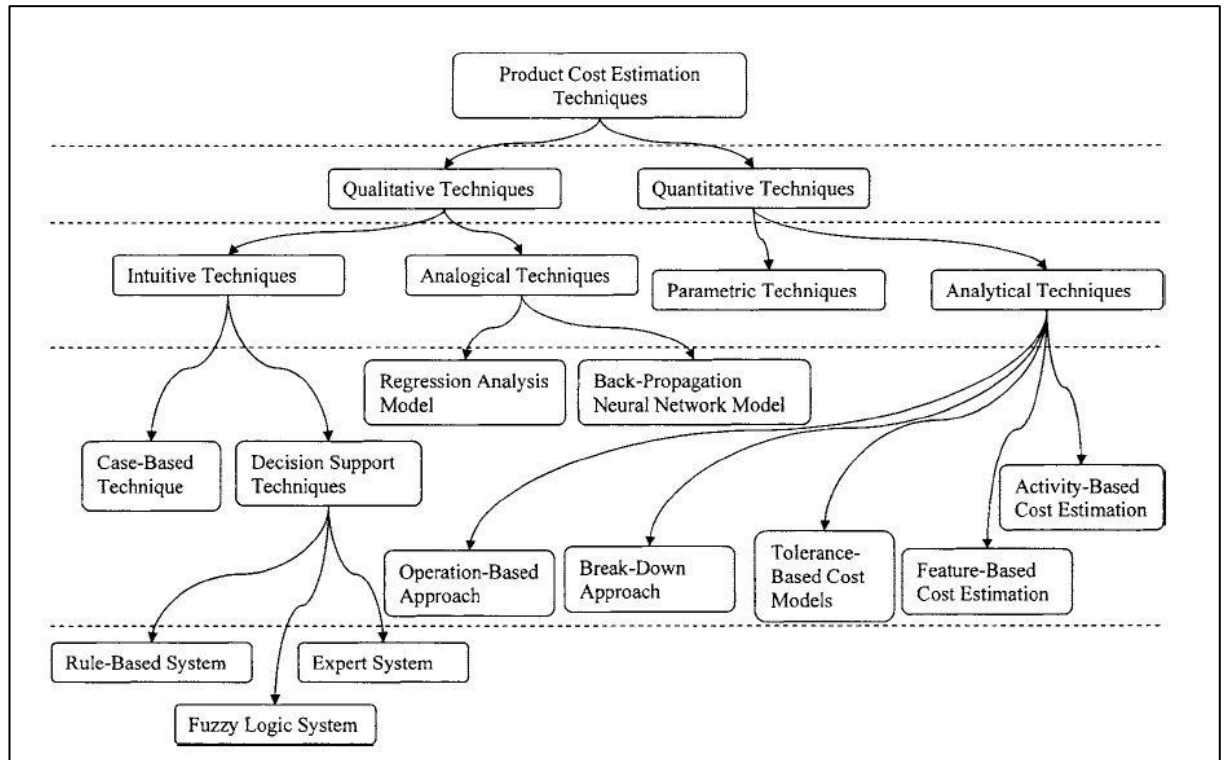 Product Cost Estimation
Techniques
Qualitative Techniques
Quantitative Techniques
Intuitive Techniques
Analogical Techniques
Parametric Techniques
Analytical Techniques
Regression Analysis
Model
Back-Propagation
Neural Network Model
Case-Based
Technique
Decision Support
Techniques
Operation-Based
Approach
Break-Down
Approach
Tolerance-
Based Cost
Models
Feature-Based
Cost Estimation
Activity-Based
Cost Estimation
Rule-Based System
Expert System
Fuzzy Logic System